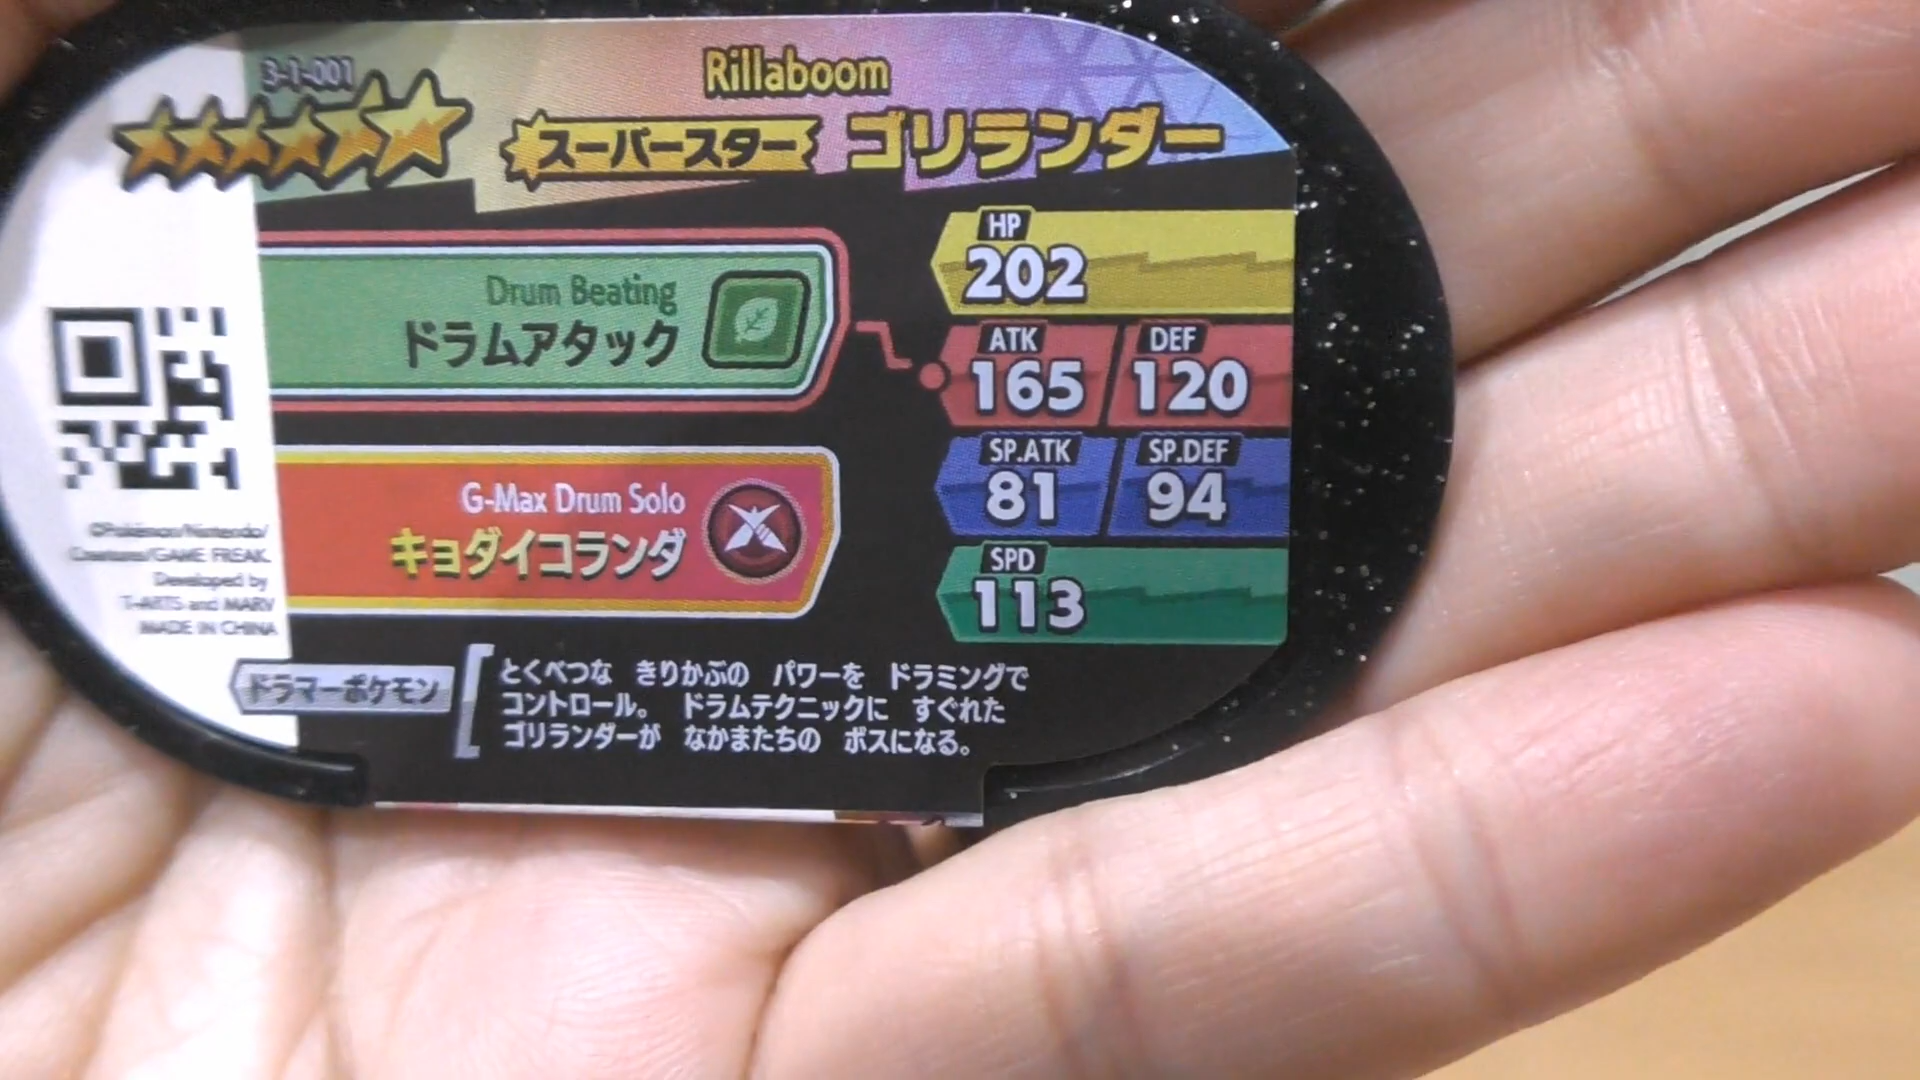 3-1-001
Rillaboom
スーパースター ゴリランダー
Drum Beating
ドラムアタック
HP
202
ATK
165
DEF
120
G-Max Drum Solo
キョダイコランダ
SP.ATK
81
SP.DEF
94
SPD
113
©Pokémon/Nintendo/
Creatures/GAME FREAK.
Developed by
T-ARTS and MARV
MADE IN CHINA
ドラマーポケモン
とくべつな きりかぶの パワーを ドラミングで
コントロール。 ドラムテクニックに すぐれた
ゴリランダーが なかまたちの ボスになる。